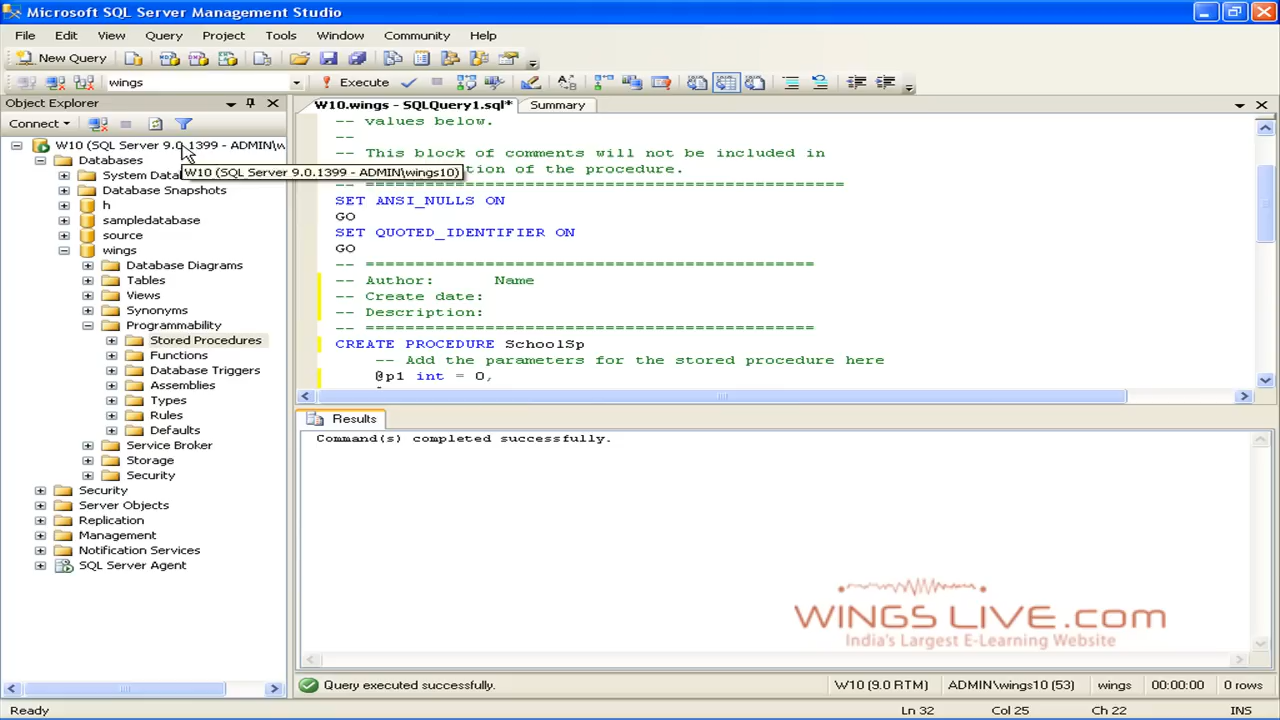 Microsoft SQL Server Management Studio
File Edit View Query Project Tools Window Community Help
New Query
wings Execute
Object Explorer
Connect
W10 (SQL Server 9.0.1399 - ADMIN\w
W10 (SQL Server 9.0.1399 - ADMIN\wings10)
Databases
System Data
Database Snapshots
h
sampledatabase
source
wings
Database Diagrams
Tables
Views
Synonyms
Programmability
Stored Procedures
Functions
Database Triggers
Assemblies
Types
Rules
Defaults
Service Broker
Storage
Security
Security
Server Objects
Replication
Management
Notification Services
SQL Server Agent
W10.wings - SQLQuery1.sql* Summary
-- values below.
--
-- This block of comments will not be included in
tion of the procedure.
-- ================================================
SET ANSI_NULLS ON
GO
SET QUOTED_IDENTIFIER ON
GO
-- =============================================
-- Author: Name
-- Create date:
-- Description:
-- =============================================
CREATE PROCEDURE SchoolSp
-- Add the parameters for the stored procedure here
@p1 int = 0,
Results
Command(s) completed successfully.
WINGS LIVE.com
India's Largest E-Learning Website
Query executed successfully. W10 (9.0 RTM) ADMIN\wings10 (53) wings 00:00:00 0 rows
Ready Ln 32 Col 25 Ch 22 INS